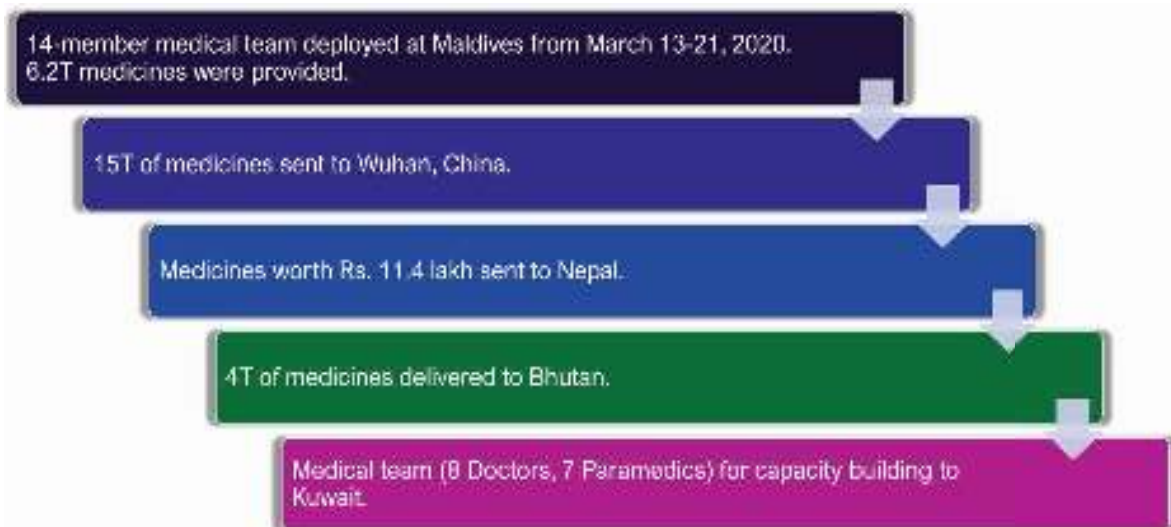 14-member medical team deployed at Maldives from March 13-21, 2020.
6.2T medicines were provided.
15T of medicines sent to Wuhan, China.
Medicines worth Rs. 11.4 lakh sent to Nepal.
4T of medicines delivered to Bhutan.
Medical team (8 Doctors, 7 Paramedics) for capacity building to
Kuwait.